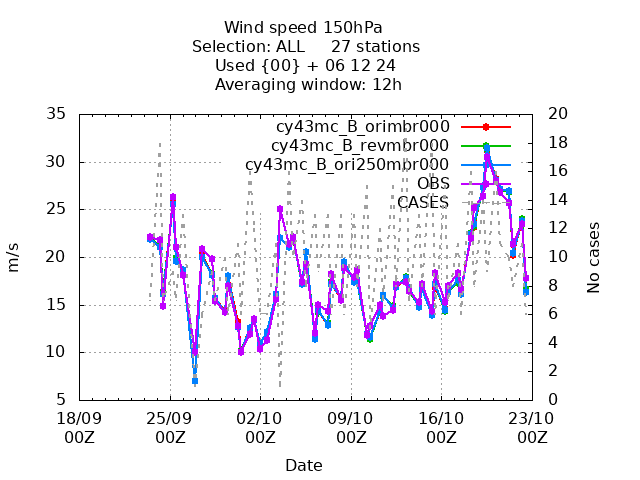 Wind speed 150hPa
Selection: ALL 27 stations
Used {00} + 06 12 24
Averaging window: 12h
cy43mc_B_orimbr000
cy43mc_B_revmbr000
cy43mc_B_ori250mbr000
OBS
CASES
35
30
25
20
15
10
5
m/s
20
18
16
14
12
10
8
6
4
2
0
No cases
18/09 25/09 02/10 09/10 16/10 23/10
00Z 00Z 00Z 00Z 00Z 00Z
Date